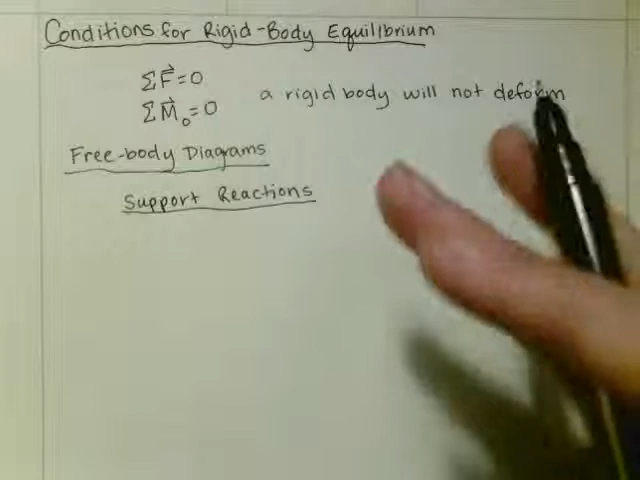 Conditions for Rigid-Body Equilibrium
ΣF⃗=0
ΣM⃗₀=0 a rigid body will not deform
Free-body Diagrams
Support Reactions